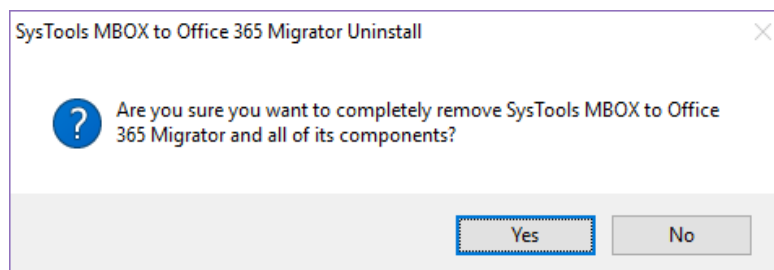 SysTools MBOX to Office 365 Migrator Uninstall
Are you sure you want to completely remove SysTools MBOX to Office
365 Migrator and all of its components?
Yes
No